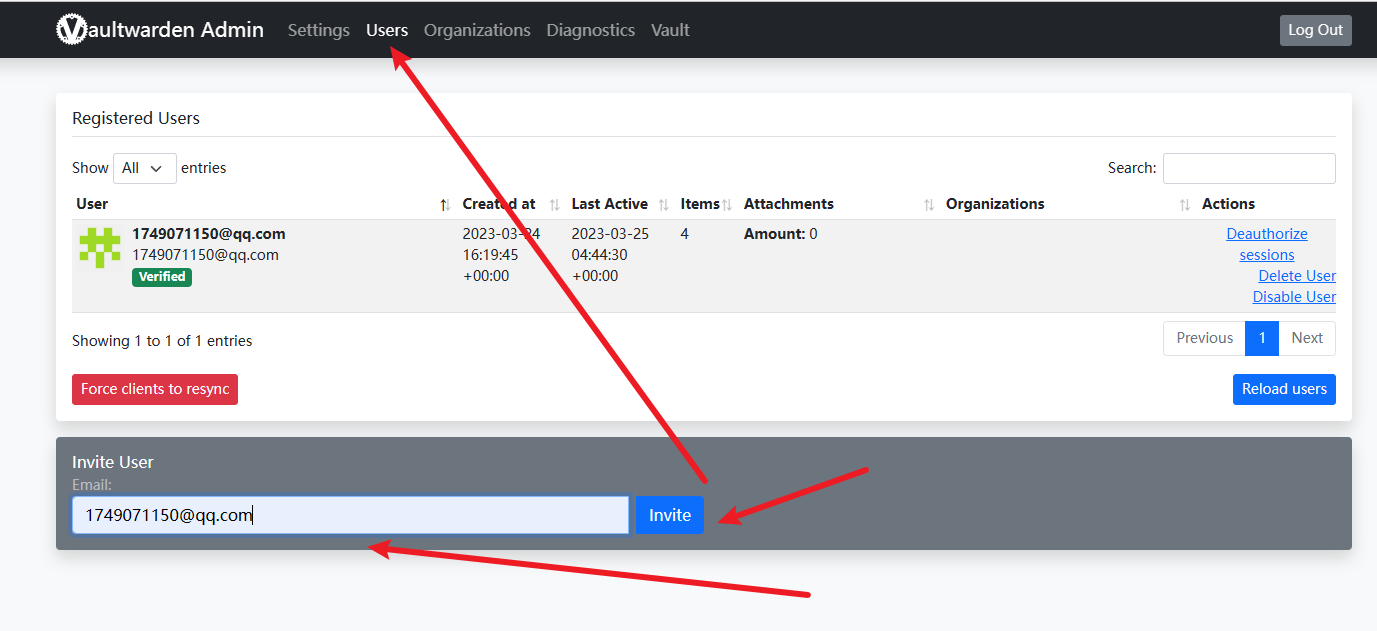 Vaultwarden Admin Settings Users Organizations Diagnostics Vault Log Out
Registered Users
Show All entries Search:
User Created at Last Active Items Attachments Organizations Actions
1749071150@qq.com 2023-03-24 2023-03-25 4 Amount: 0 Deauthorize
1749071150@qq.com 16:19:45 04:44:30 sessions
Verified +00:00 +00:00 Delete User
Disable User
Showing 1 to 1 of 1 entries Previous 1 Next
Force clients to resync Reload users
Invite User
Email:
1749071150@qq.com Invite